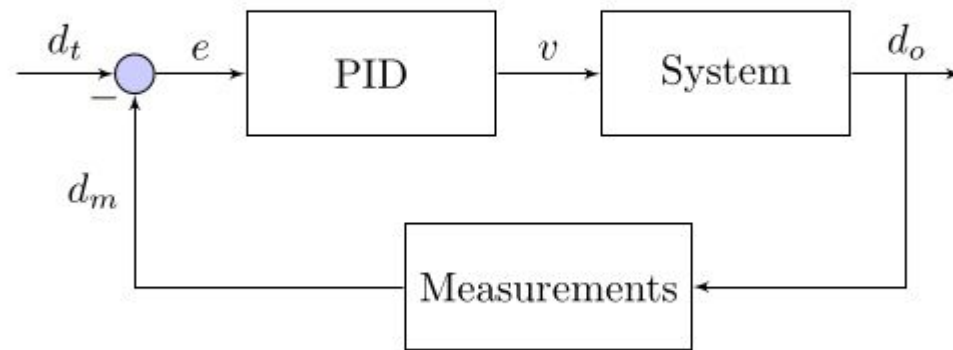 d_t
e
PID
v
System
d_o
−
d_m
Measurements